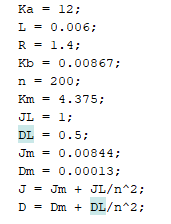 Ka = 12;
L = 0.006;
R = 1.4;
Kb = 0.00867;
n = 200;
Km = 4.375;
JL = 1;
DL = 0.5;
Jm = 0.00844;
Dm = 0.00013;
J = Jm + JL/n^2;
D = Dm + DL/n^2;